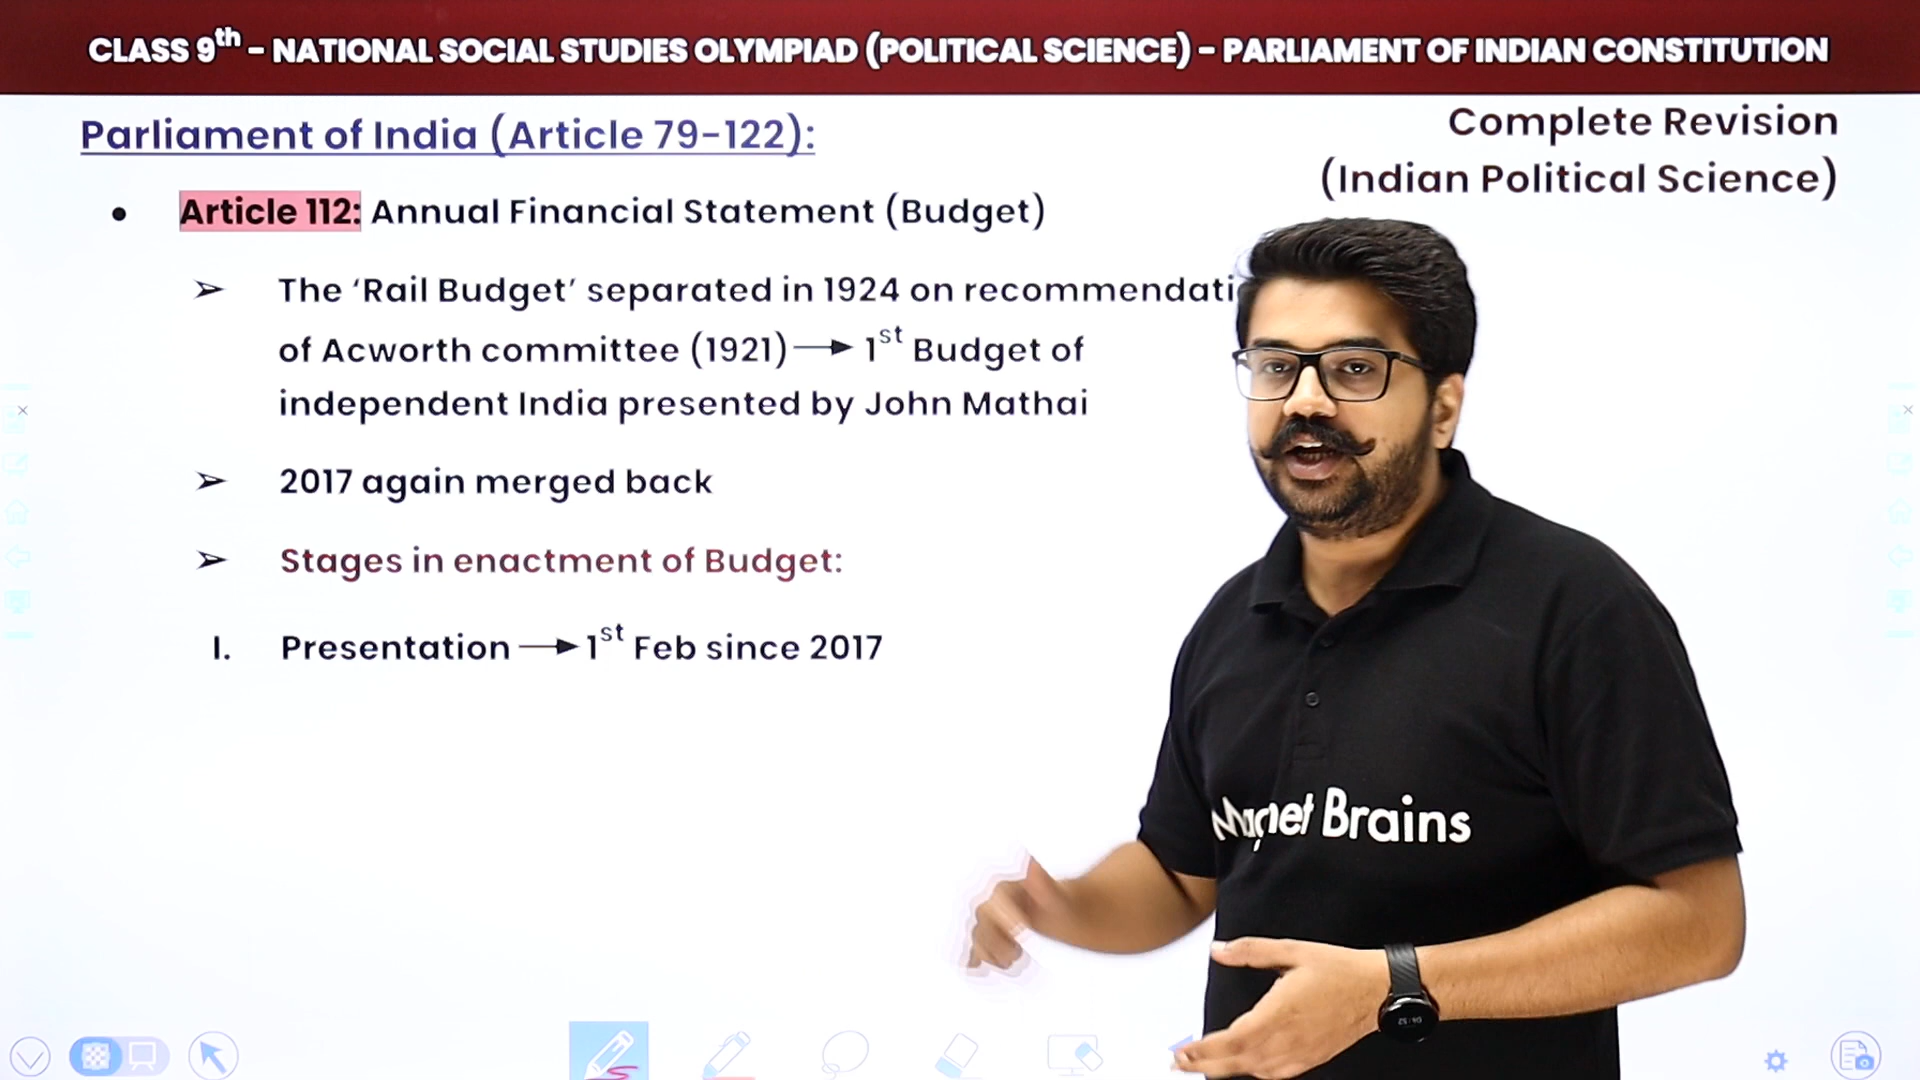 CLASS 9th – NATIONAL SOCIAL STUDIES OLYMPIAD (POLITICAL SCIENCE) – PARLIAMENT OF INDIAN CONSTITUTION
Parliament of India (Article 79-122):
Complete Revision
(Indian Political Science)
• Article 112: Annual Financial Statement (Budget)
➢ The ‘Rail Budget’ separated in 1924 on
of Acworth committee (1921) → 1st Budget of
independent India presented by John Mathai
➢ 2017 again merged back
➢ Stages in enactment of Budget:
I. Presentation → 1st Feb since 2017
Magnet Brains